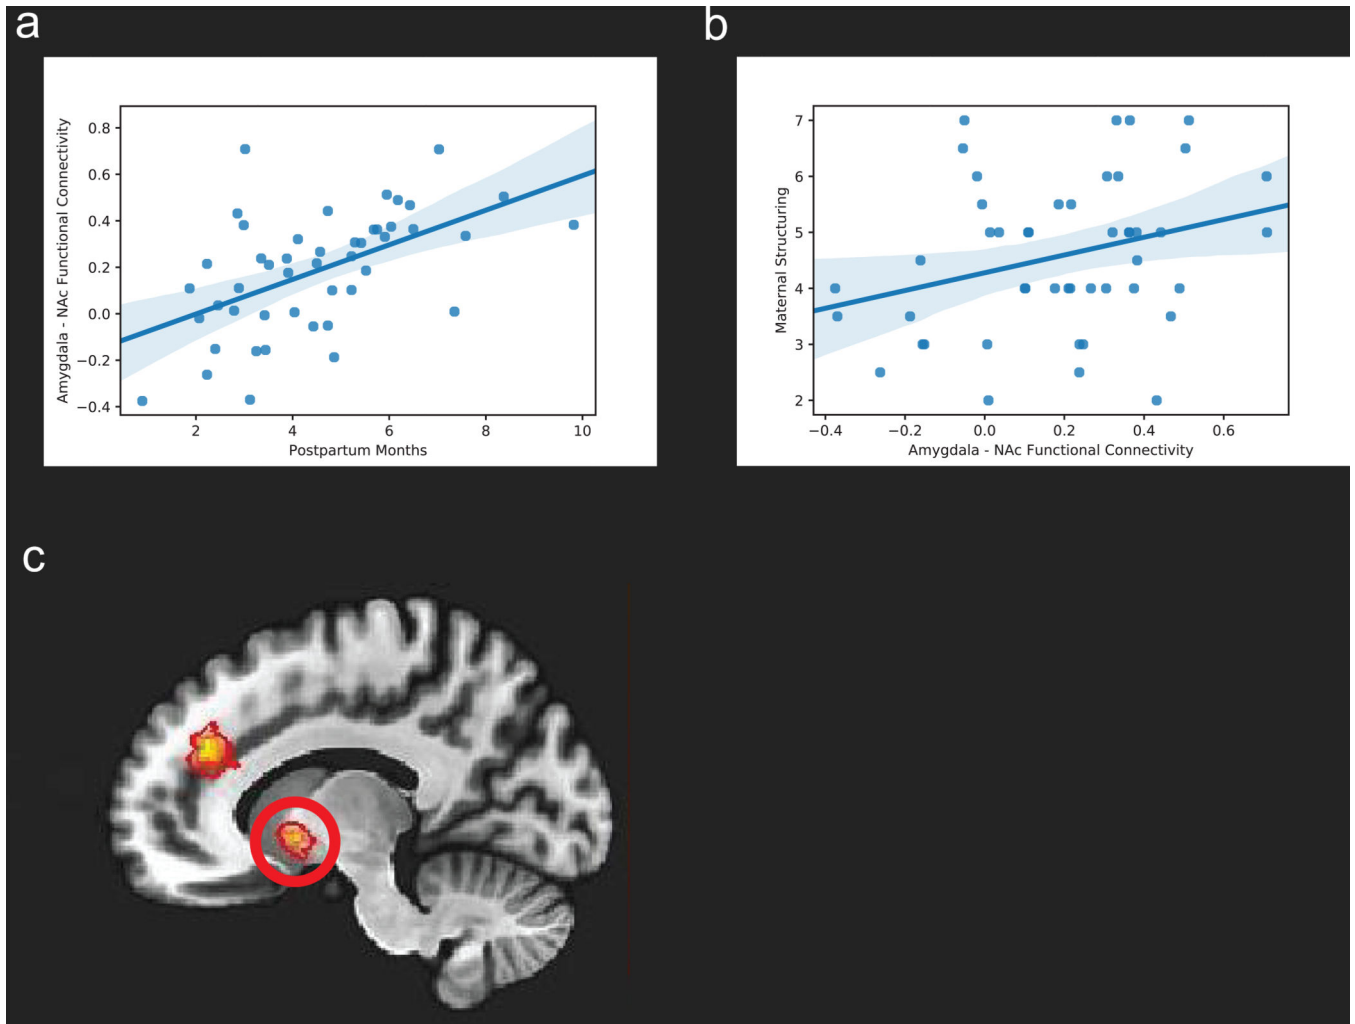 a
b
0.8
0.6
0.4
0.2
0.0
−0.2
−0.4
Amygdala - NAc Functional Connectivity
2 4 6 8 10
Postpartum Months
7
6
5
4
3
2
Maternal Structuring
−0.4 −0.2 0.0 0.2 0.4 0.6
Amygdala - NAc Functional Connectivity
c